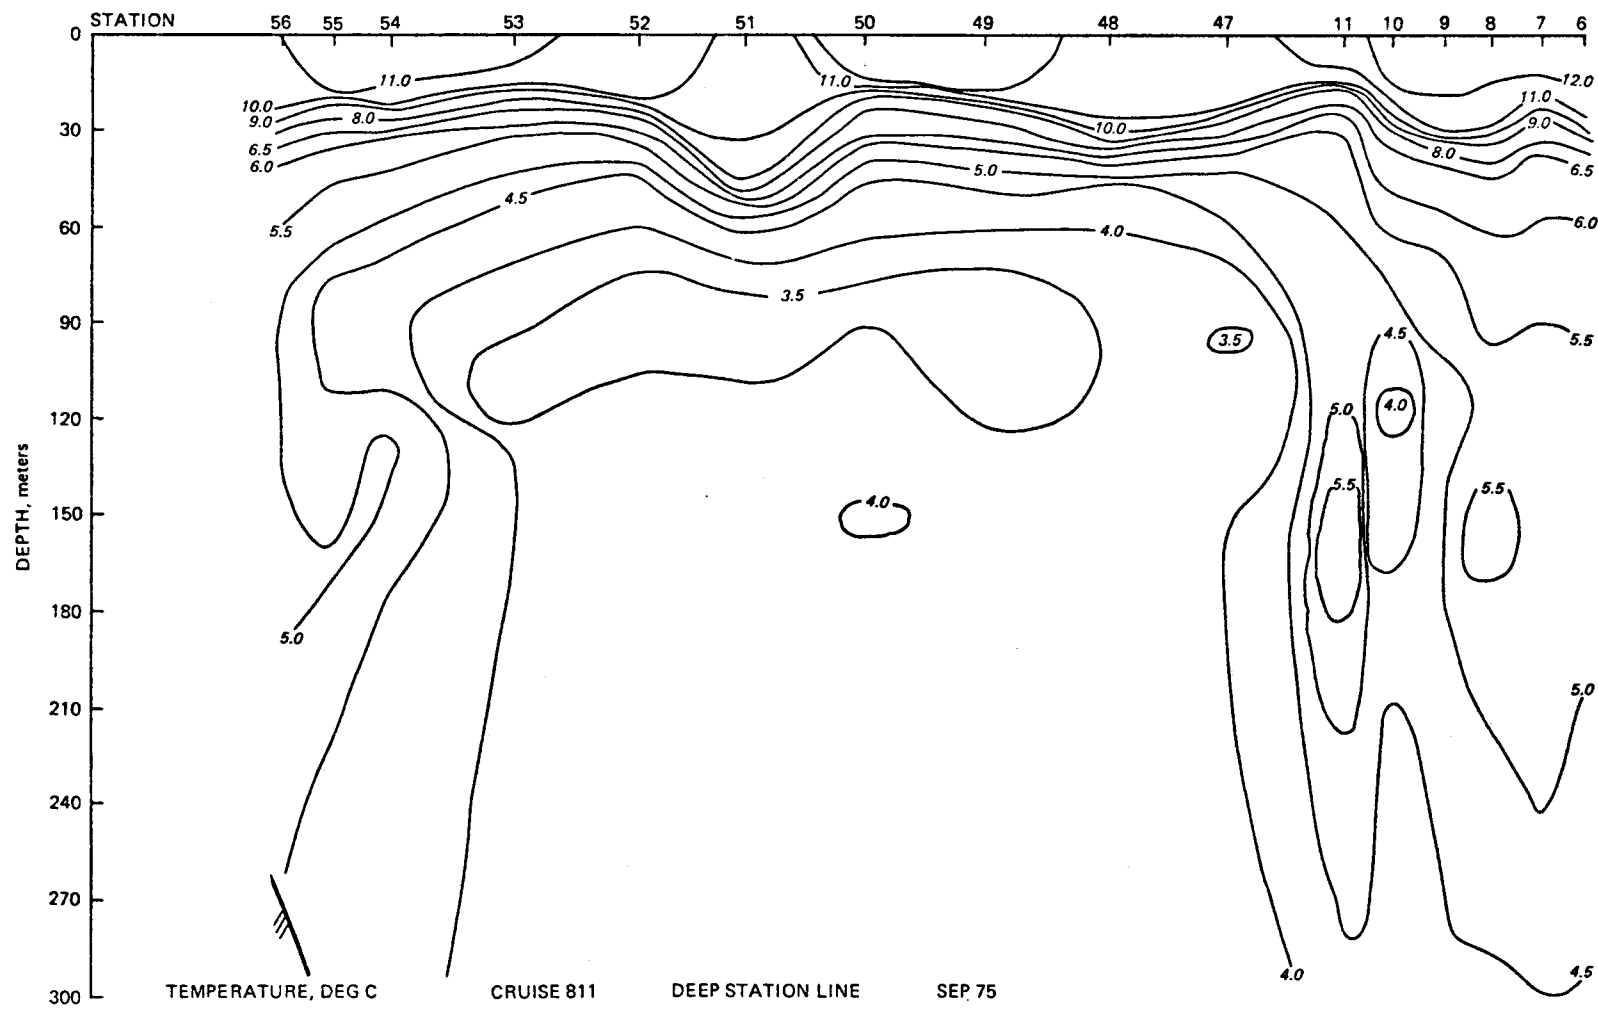 STATION 56 55 54 53 52 51 50 49 48 47 11 10 9 8 7 6
0
11.0 11.0 12.0
10.0 11.0
9.0 8.0 9.0
30 10.0
6.5 8.0
6.0 5.0 6.5
4.5
60 5.5 4.0 6.0
3.5
90 4.5
3.5 5.5
120 5.0 4.0
5.5 5.5
150 4.0
180
5.0
210 5.0
240
270
4.0 4.5
300
DEPTH, meters
TEMPERATURE, DEG C CRUISE 811 DEEP STATION LINE SEP. 75